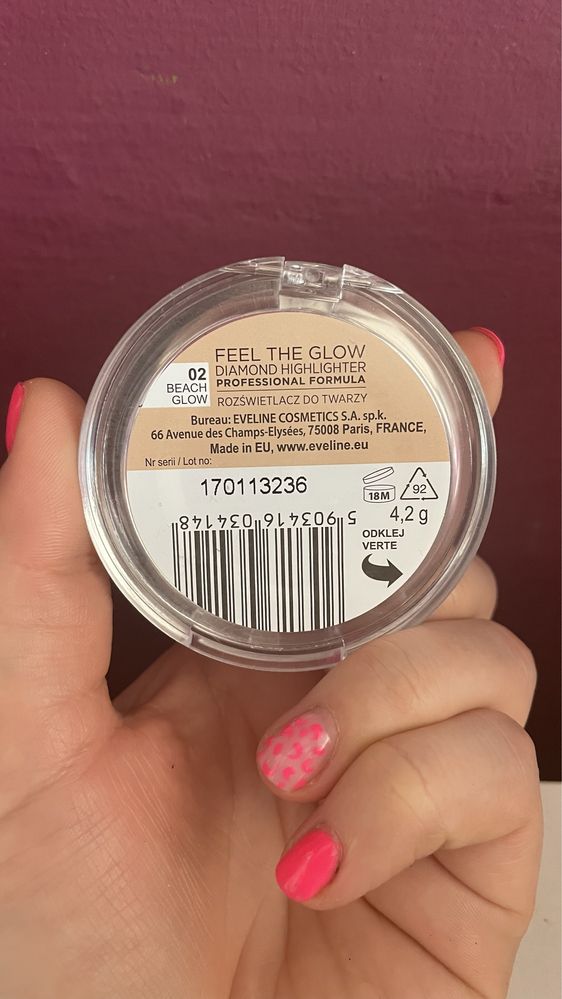 02
BEACH
GLOW
FEEL THE GLOW
DIAMOND HIGHLIGHTER
PROFESSIONAL FORMULA
ROZŚWIETLACZ DO TWARZY
Bureau: EVELINE COSMETICS S.A. sp.k.
66 Avenue des Champs-Elysées, 75008 Paris, FRANCE,
Made in EU, www.eveline.eu
Nr serii / Lot no:
170113236
18M
92
4,2 g
5 903416 034148
ODKLEJ
VERTE